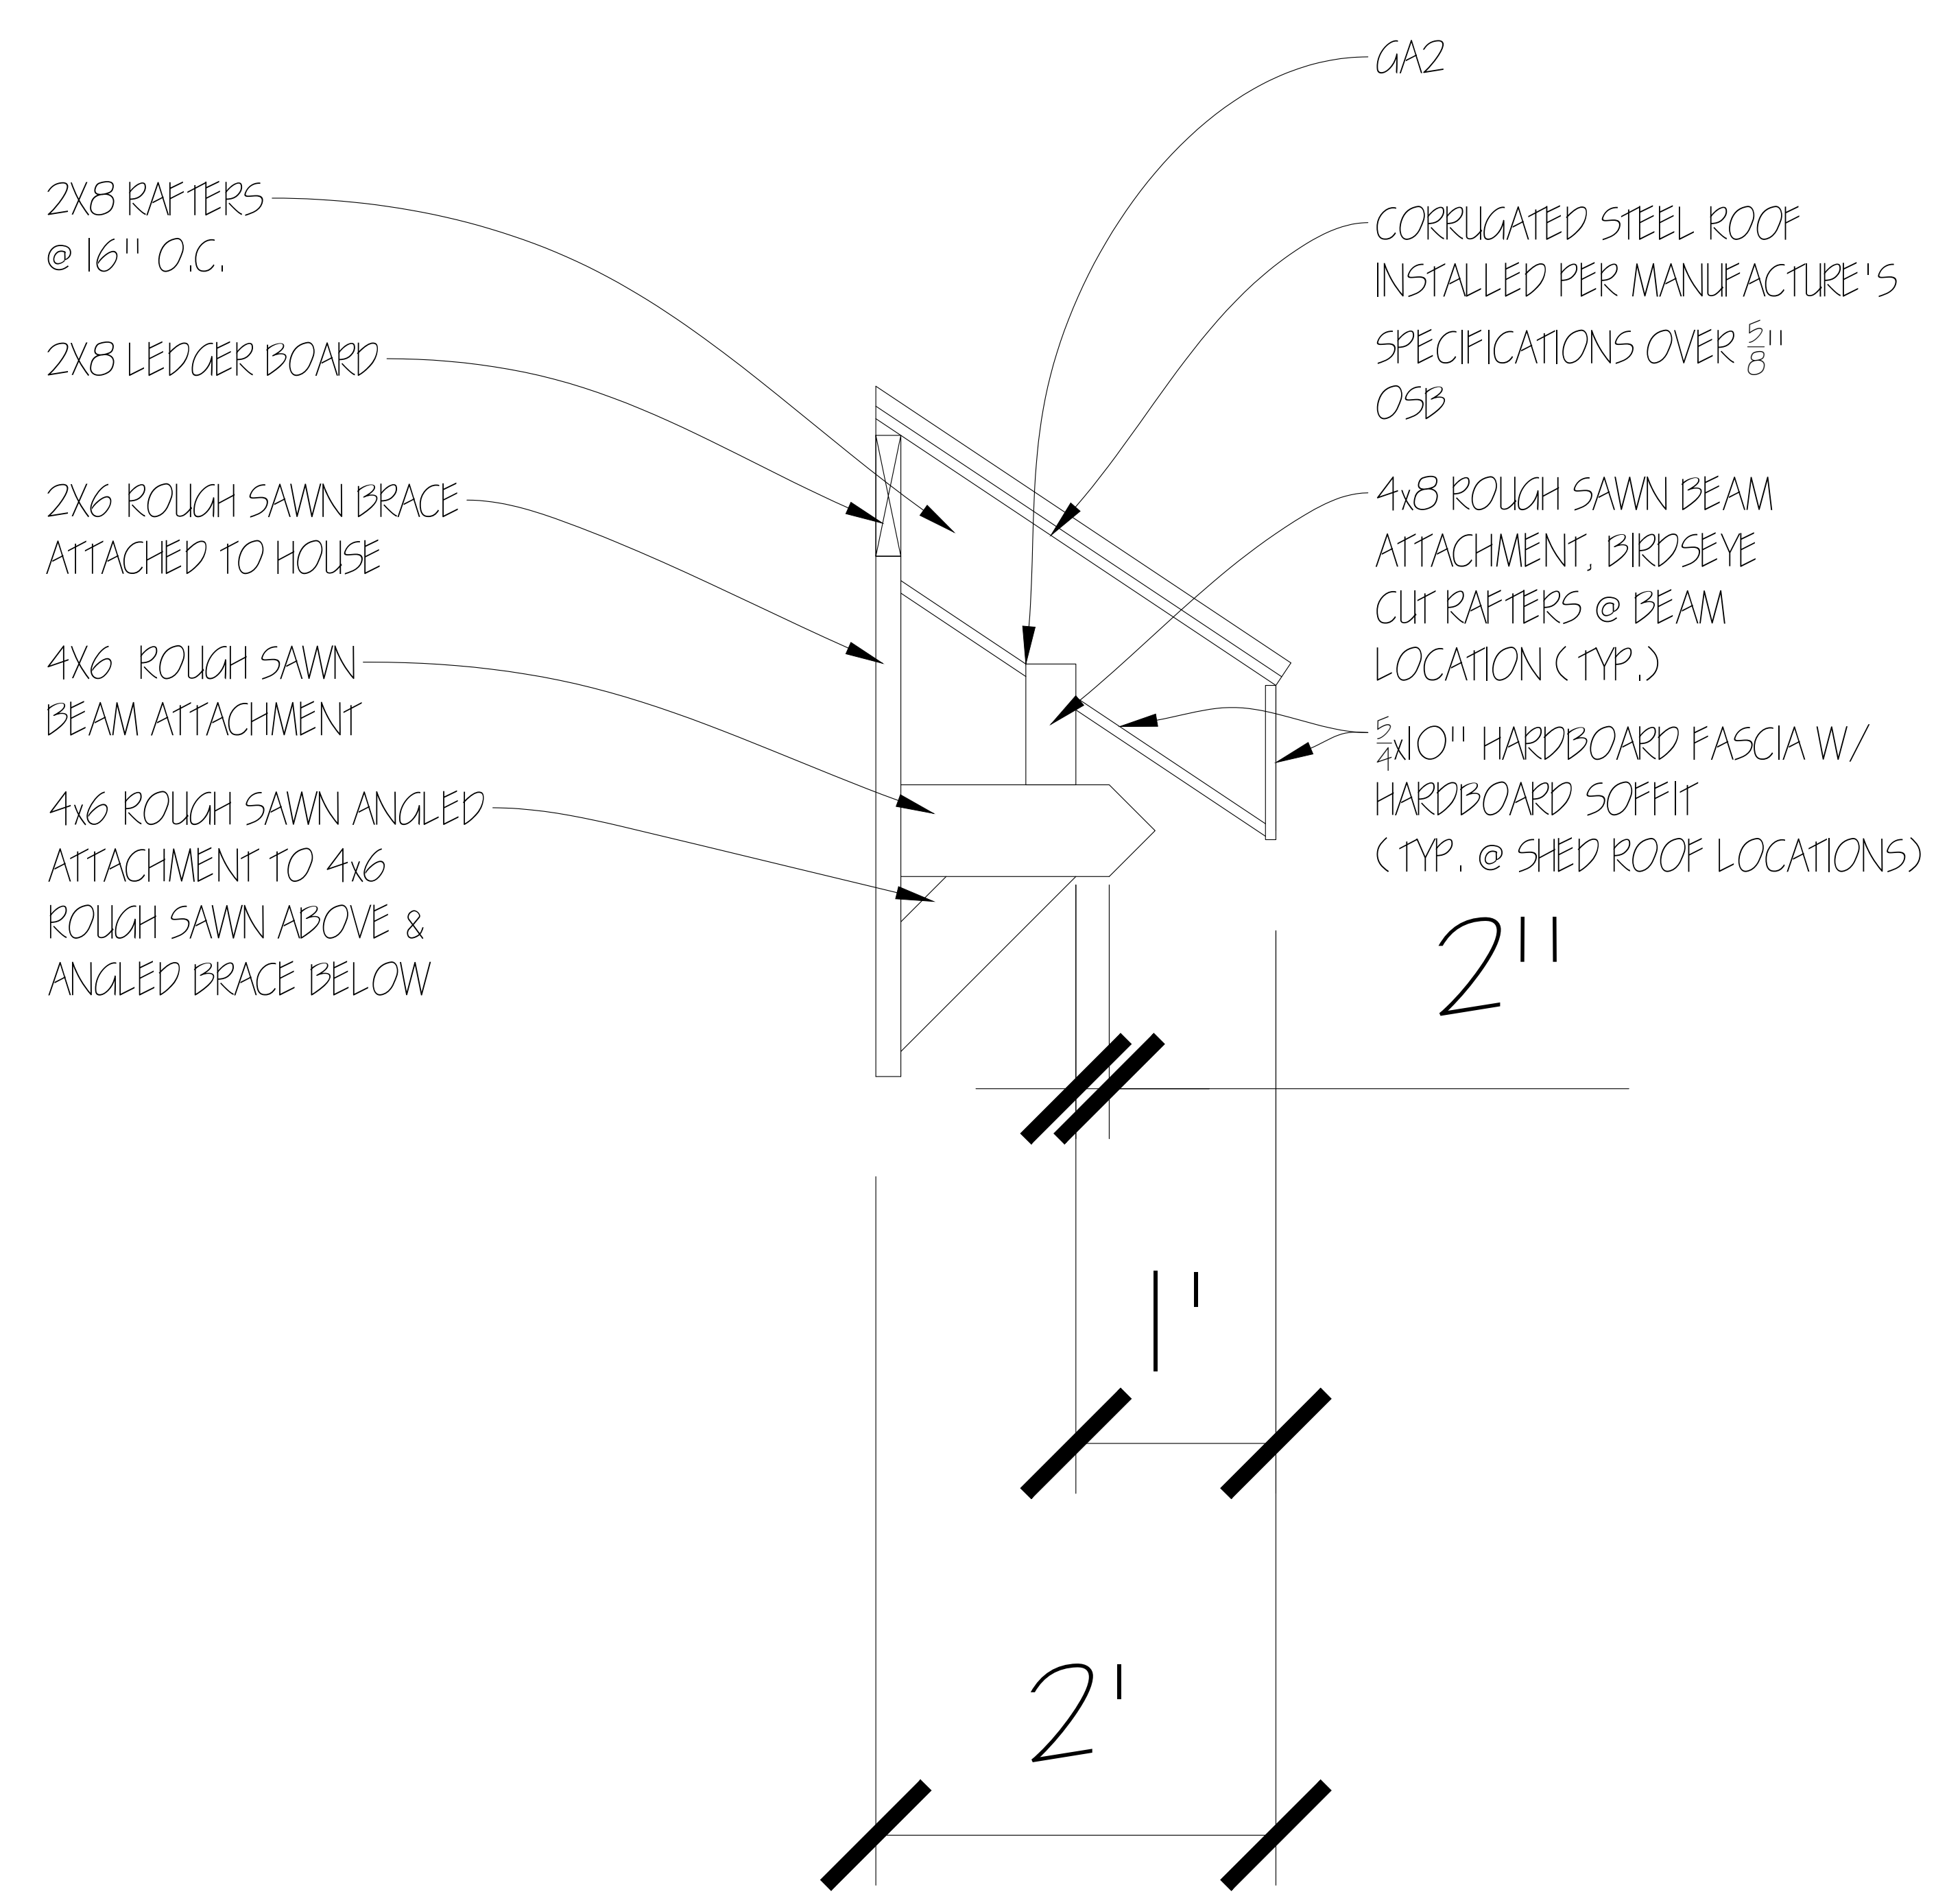 GA2
2X8 RAFTERS
@ 16" O.C.
2X8 LEDGER BOARD
2X6 ROUGH SAWN BRACE
ATTACHED TO HOUSE
4X6 ROUGH SAWN
BEAM ATTACHMENT
4x6 ROUGH SAWN ANGLED
ATTACHMENT TO 4x6
ROUGH SAWN ABOVE &
ANGLED BRACE BELOW
CORRUGATED STEEL ROOF
INSTALLED PER MANUFACTURE'S
SPECIFICATIONS OVER 5/8"
OSB
4x8 ROUGH SAWN BEAM
ATTACHMENT, BIRDSEYE
CUT RAFTERS @ BEAM
LOCATION (TYP.)
5/4x10" HARDBOARD FASCIA W/
HARDBOARD SOFFIT
(TYP. @ SHED ROOF LOCATIONS)
2"
1'
2'